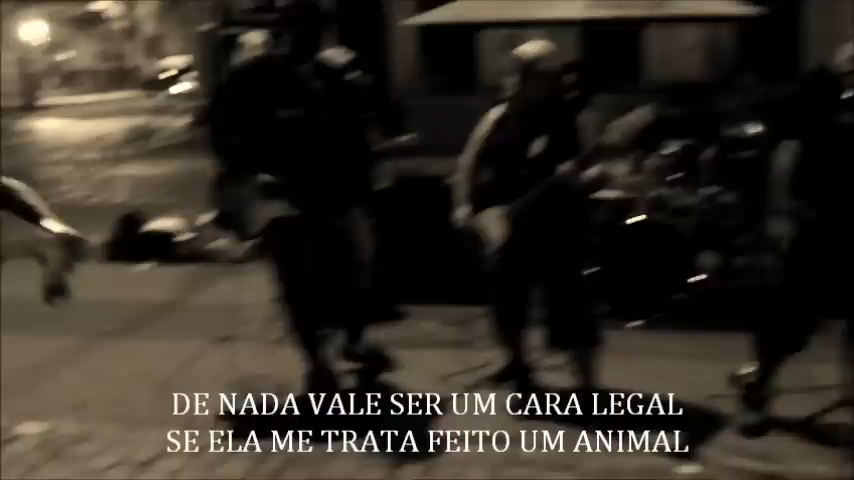 DE NADA VALE SER UM CARA LEGAL
SE ELA ME TRATA FEITO UM ANIMAL